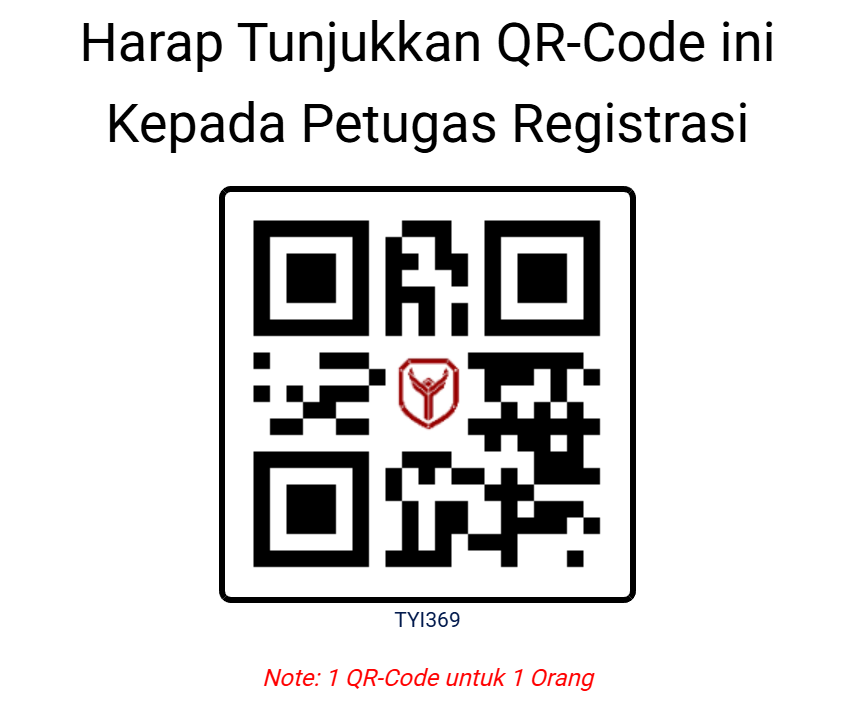 Harap Tunjukkan QR-Code ini
Kepada Petugas Registrasi
TYI369
Note: 1 QR-Code untuk 1 Orang